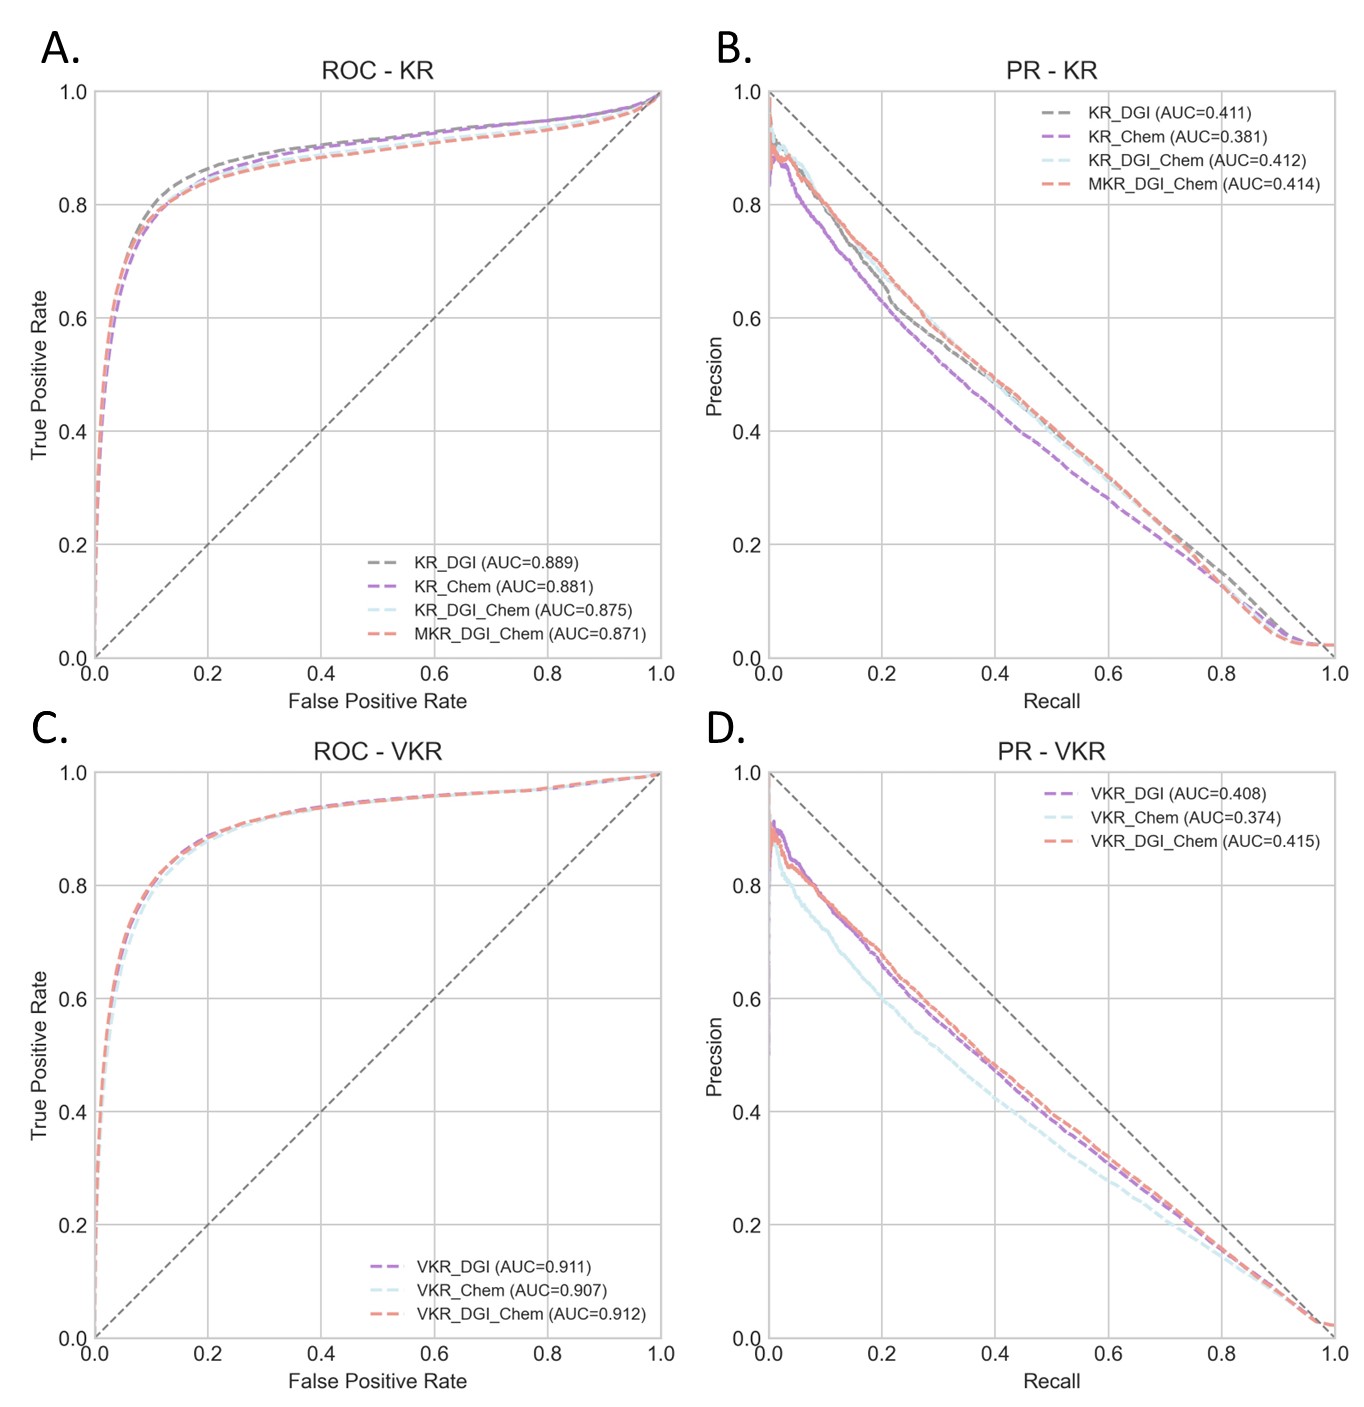 A.
ROC - KR
1.0
0.8
0.6
0.4
0.2
0.0
True Positive Rate
KR_DGI (AUC=0.889)
KR_Chem (AUC=0.881)
KR_DGI_Chem (AUC=0.875)
MKR_DGI_Chem (AUC=0.871)
0.0 0.2 0.4 0.6 0.8 1.0
False Positive Rate
B.
PR - KR
1.0
0.8
0.6
0.4
0.2
0.0
Precsion
KR_DGI (AUC=0.411)
KR_Chem (AUC=0.381)
KR_DGI_Chem (AUC=0.412)
MKR_DGI_Chem (AUC=0.414)
0.0 0.2 0.4 0.6 0.8 1.0
Recall
C.
ROC - VKR
1.0
0.8
0.6
0.4
0.2
0.0
True Positive Rate
VKR_DGI (AUC=0.911)
VKR_Chem (AUC=0.907)
VKR_DGI_Chem (AUC=0.912)
0.0 0.2 0.4 0.6 0.8 1.0
False Positive Rate
D.
PR - VKR
1.0
0.8
0.6
0.4
0.2
0.0
Precsion
VKR_DGI (AUC=0.408)
VKR_Chem (AUC=0.374)
VKR_DGI_Chem (AUC=0.415)
0.0 0.2 0.4 0.6 0.8 1.0
Recall